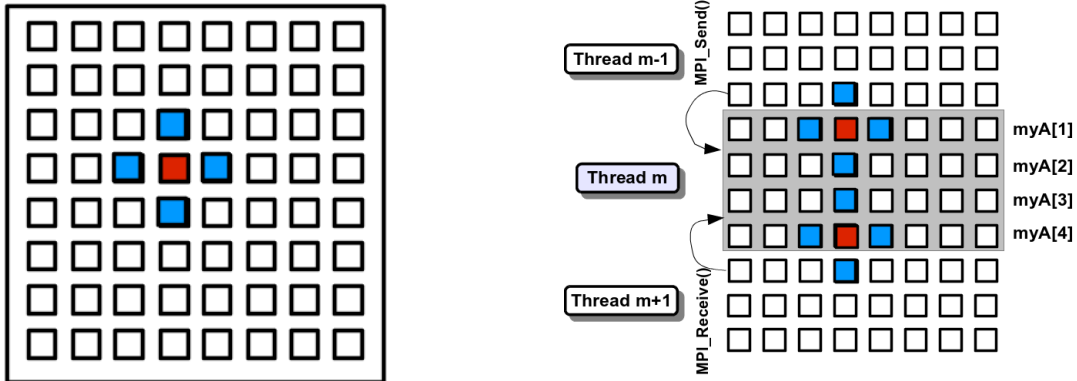 MPI_Send()
Thread m-1
myA[1]
myA[2]
Thread m
myA[3]
myA[4]
Thread m+1
MPI_Receive()